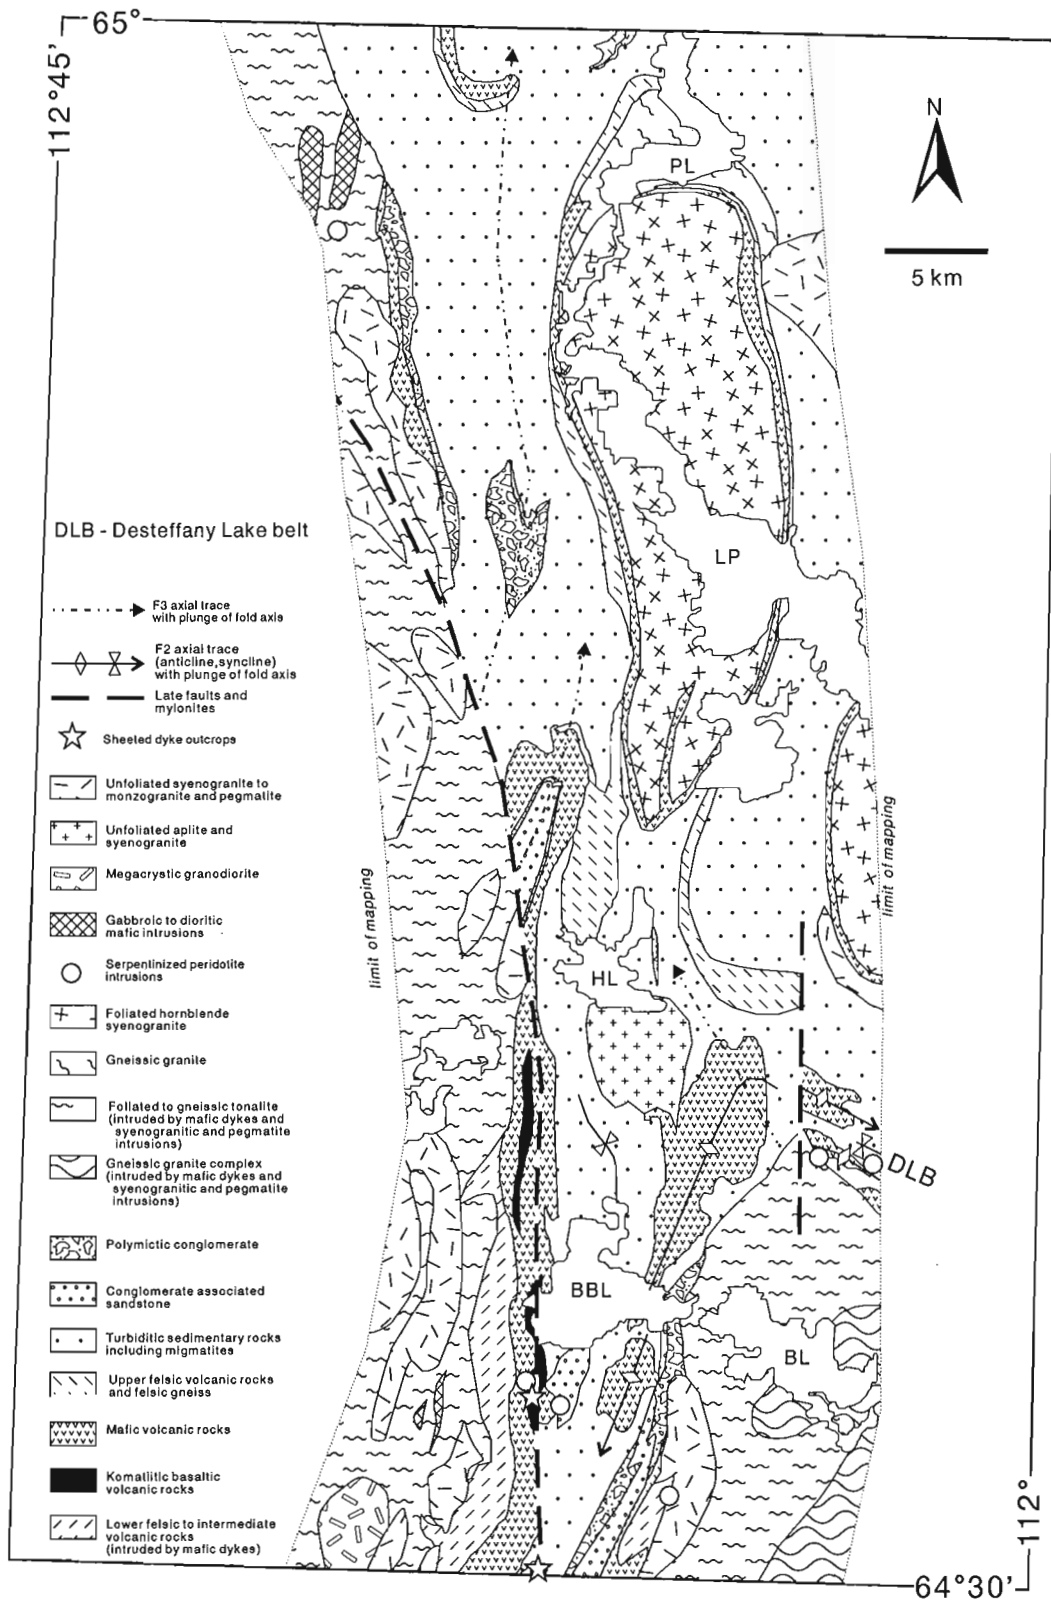 65°
112°45'
N
5 km
PL
LP
HL
BBL
BL
DLB
limit of mapping
limit of mapping
DLB - Desteffany Lake belt
F3 axial trace
with plunge of fold axis
F2 axial trace
(anticline,syncline)
with plunge of fold axis
Late faults and
mylonites
Sheeted dyke outcrops
Unfoliated syenogranite to
monzogranite and pegmatite
Unfoliated aplite and
syenogranite
Megacrystic granodiorite
Gabbroic to dioritic
mafic intrusions
Serpentinized peridotite
intrusions
Foliated hornblende
syenogranite
Gneissic granite
Foliated to gneissic tonalite
(intruded by mafic dykes and
syenogranitic and pegmatite
intrusions)
Gneissic granite complex
(intruded by mafic dykes and
syenogranitic and pegmatite
intrusions)
Polymictic conglomerate
Conglomerate associated
sandstone
Turbiditic sedimentary rocks
including migmatites
Upper felsic volcanic rocks
and felsic gneiss
Mafic volcanic rocks
Komatiitic basaltic
volcanic rocks
Lower felsic to intermediate
volcanic rocks
(intruded by mafic dykes)
112°
64°30'